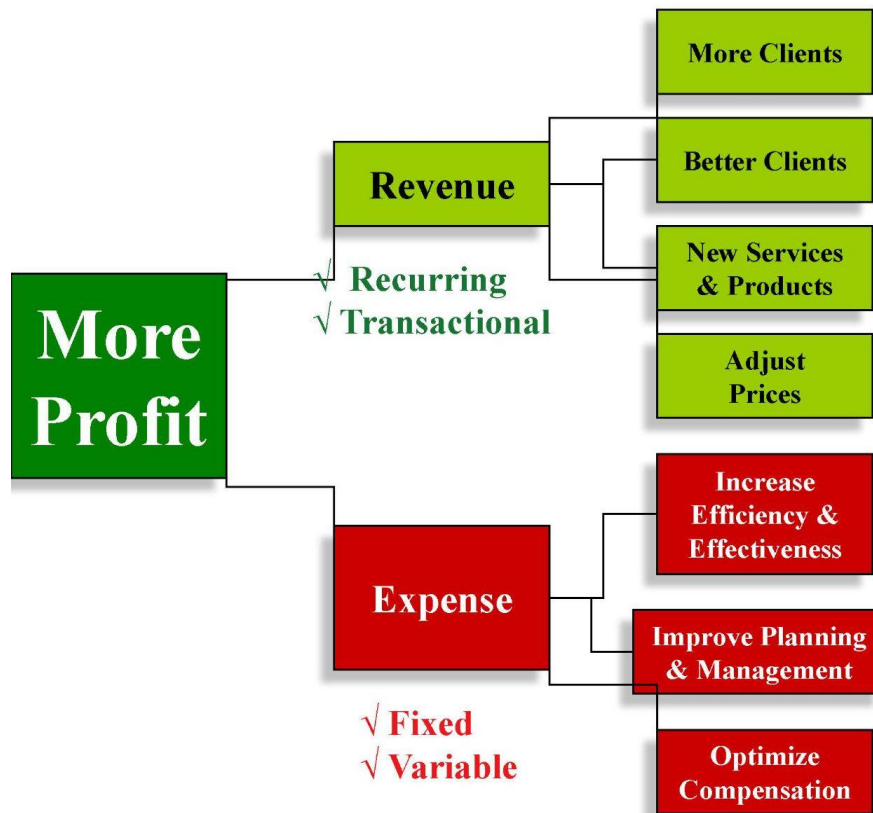 More Clients
Better Clients
Revenue
New Services
& Products
√ Recurring
√ Transactional
More
Profit
Adjust
Prices
Increase
Efficiency &
Effectiveness
Expense
Improve Planning
& Management
√ Fixed
√ Variable
Optimize
Compensation